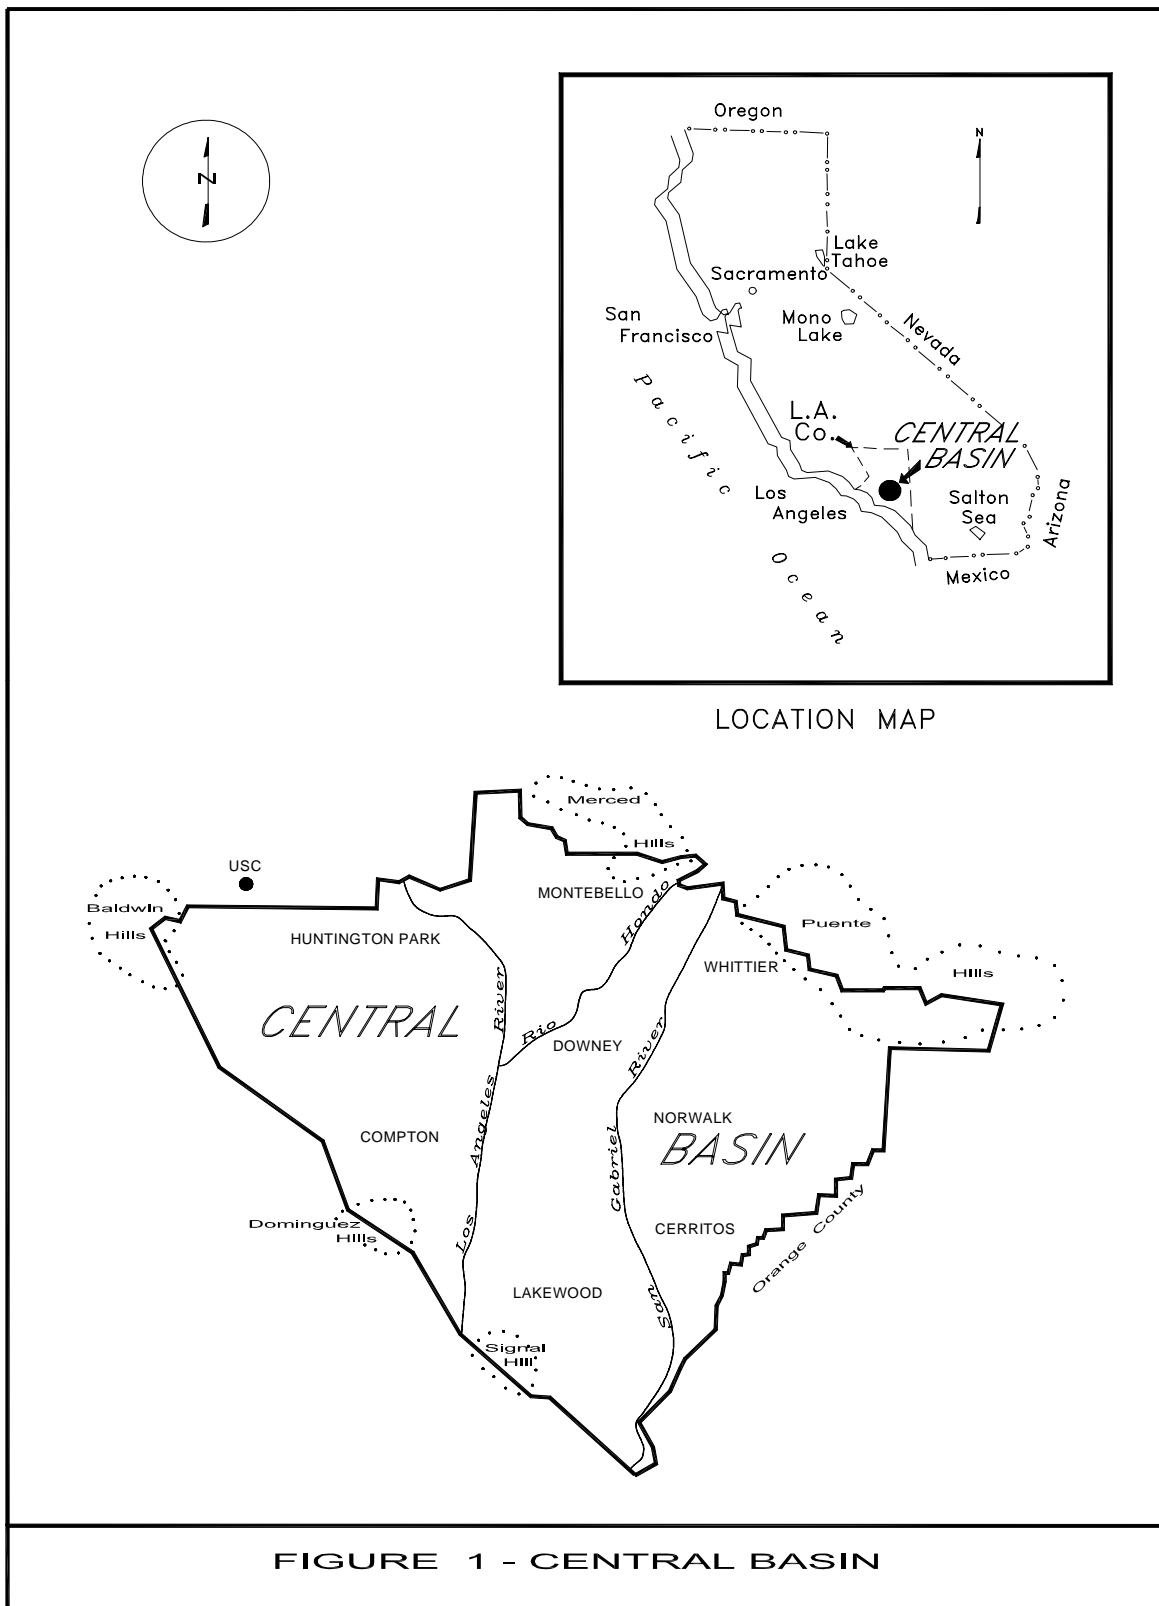 Oregon
N
N
Lake
Tahoe
Sacramento
San
Francisco
Mono
Lake
Nevada
Pacific
L.A.
Co.
CENTRAL
BASIN
Los
Angeles
Salton
Sea
Arizona
Ocean
Mexico
LOCATION MAP
Merced
Hills
USC
MONTEBELLO
Baldwin
Hills
Puente
Hills
HUNTINGTON PARK
Rio Hondo
WHITTIER
CENTRAL
DOWNEY
Los Angeles River
San Gabriel River
NORWALK
COMPTON
BASIN
Dominguez
Hills
CERRITOS
Orange County
LAKEWOOD
Signal
Hill
FIGURE 1 - CENTRAL BASIN